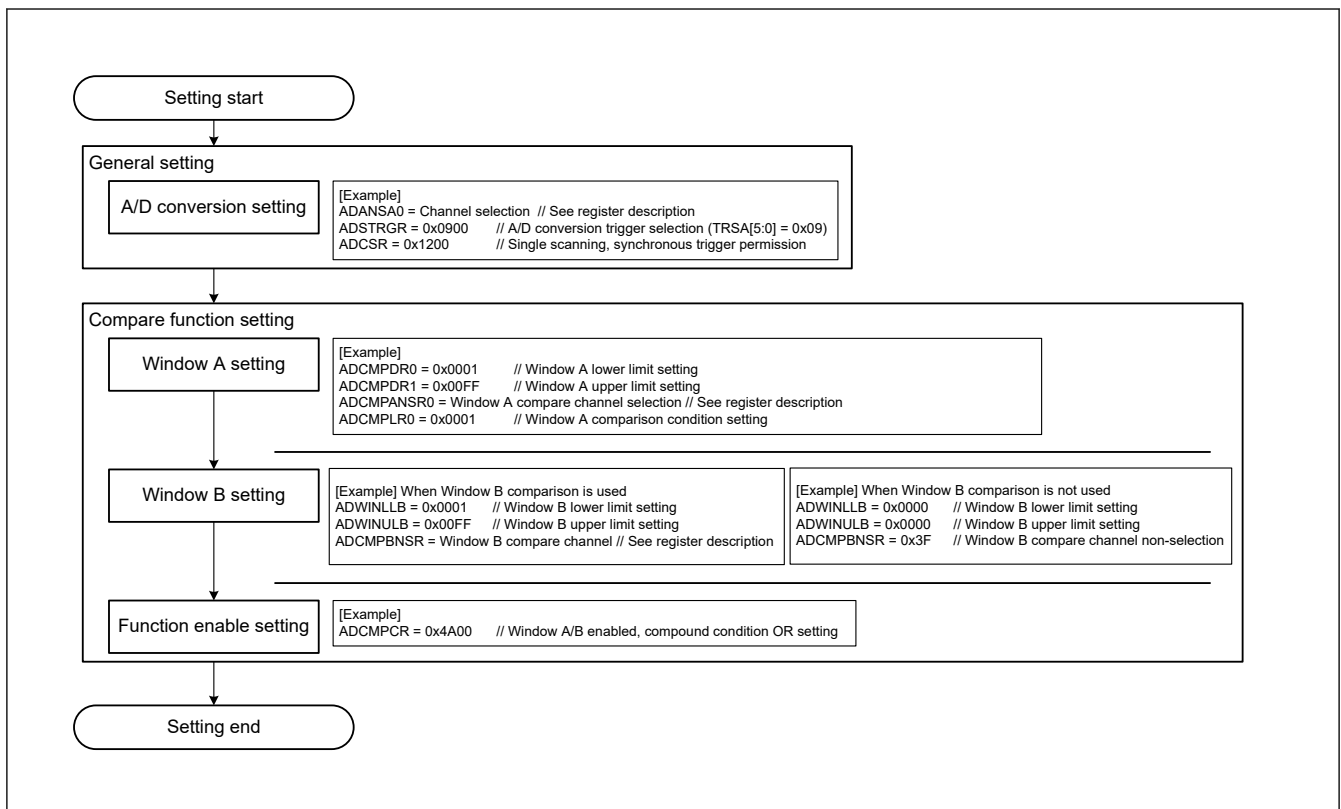 Setting start
General setting
A/D conversion setting
[Example]
ADANSA0 = Channel selection // See register description
ADSTRGR = 0x0900 // A/D conversion trigger selection (TRSA[5:0] = 0x09)
ADCSR = 0x1200 // Single scanning, synchronous trigger permission
Compare function setting
Window A setting
[Example]
ADCMPDR0 = 0x0001 // Window A lower limit setting
ADCMPDR1 = 0x00FF // Window A upper limit setting
ADCMPANSR0 = Window A compare channel selection // See register description
ADCMPLR0 = 0x0001 // Window A comparison condition setting
Window B setting
[Example] When Window B comparison is used
ADWINLLB = 0x0001 // Window B lower limit setting
ADWINULB = 0x00FF // Window B upper limit setting
ADCMPBNSR = Window B compare channel // See register description
[Example] When Window B comparison is not used
ADWINLLB = 0x0000 // Window B lower limit setting
ADWINULB = 0x0000 // Window B upper limit setting
ADCMPBNSR = 0x3F // Window B compare channel non-selection
Function enable setting
[Example]
ADCMPCR = 0x4A00 // Window A/B enabled, compound condition OR setting
Setting end